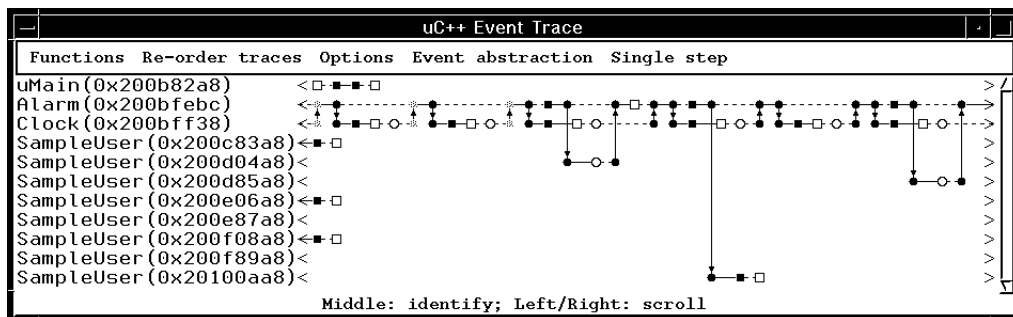 uC++ Event Trace
Functions Re-order traces Options Event abstraction Single step
uMain(0x200b82a8)
Alarm(0x200bfebc)
Clock(0x200bff38)
SampleUser(0x200c83a8)
SampleUser(0x200d04a8)
SampleUser(0x200d85a8)
SampleUser(0x200e06a8)
SampleUser(0x200e87a8)
SampleUser(0x200f08a8)
SampleUser(0x200f89a8)
SampleUser(0x20100aa8)
Middle: identify; Left/Right: scroll